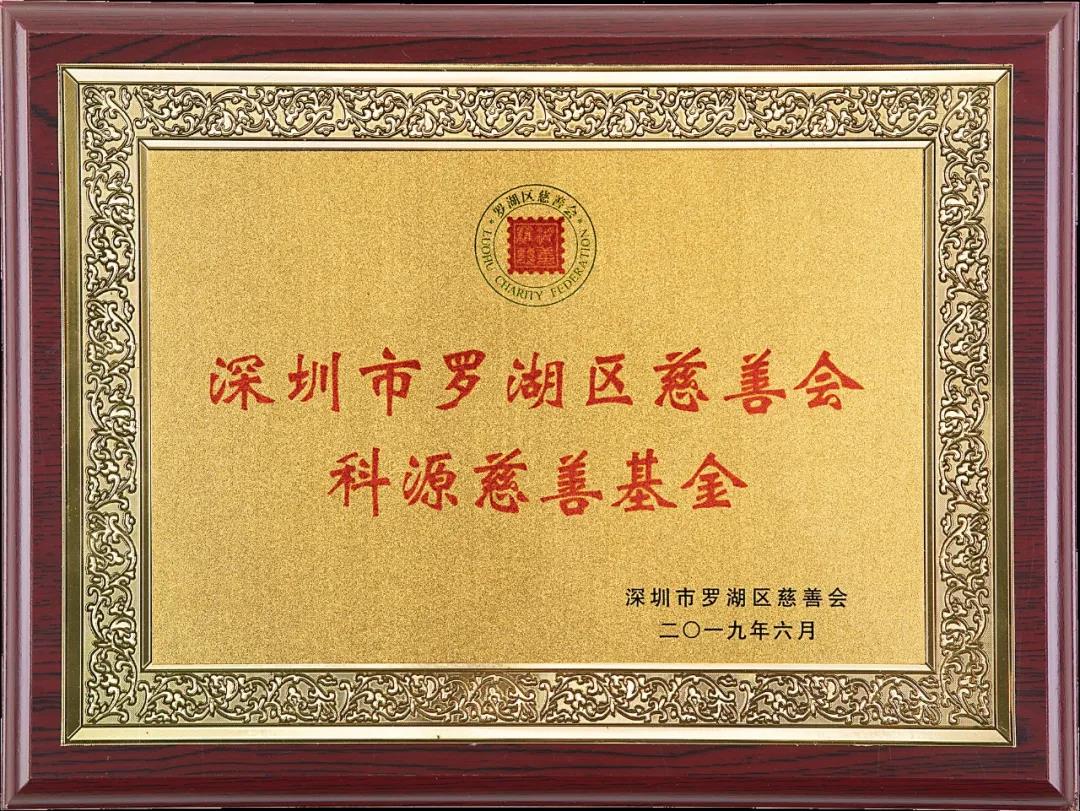 罗湖区慈善会
LUOHU CHARITY FEDERATION
深圳市罗湖区慈善会
科源慈善基金
深圳市罗湖区慈善会
二〇一九年六月